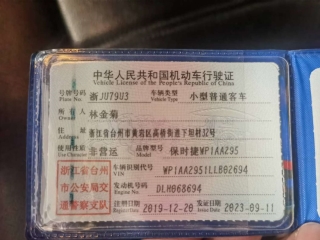 中华人民共和国机动车行驶证
Vehicle License of the People's Republic of China
号牌号码 浙JU79U3 车辆类型 小型普通客车
Plate No. Vehicle Type
所有人 林金菊
Owner
住址 浙江省台州市黄岩区高桥街道下坦村32号
Address
使用性质 非营运 品牌型号 保时捷WP1AA295
Use Character Model
浙江省台州市公安局交通警察支队
车辆识别代号 WP1AA2951LLB02694
VIN
发动机号码 DLH068694
Engine No.
注册日期 2019-12-20 发证日期 2023-09-11
Register Date Issue Date